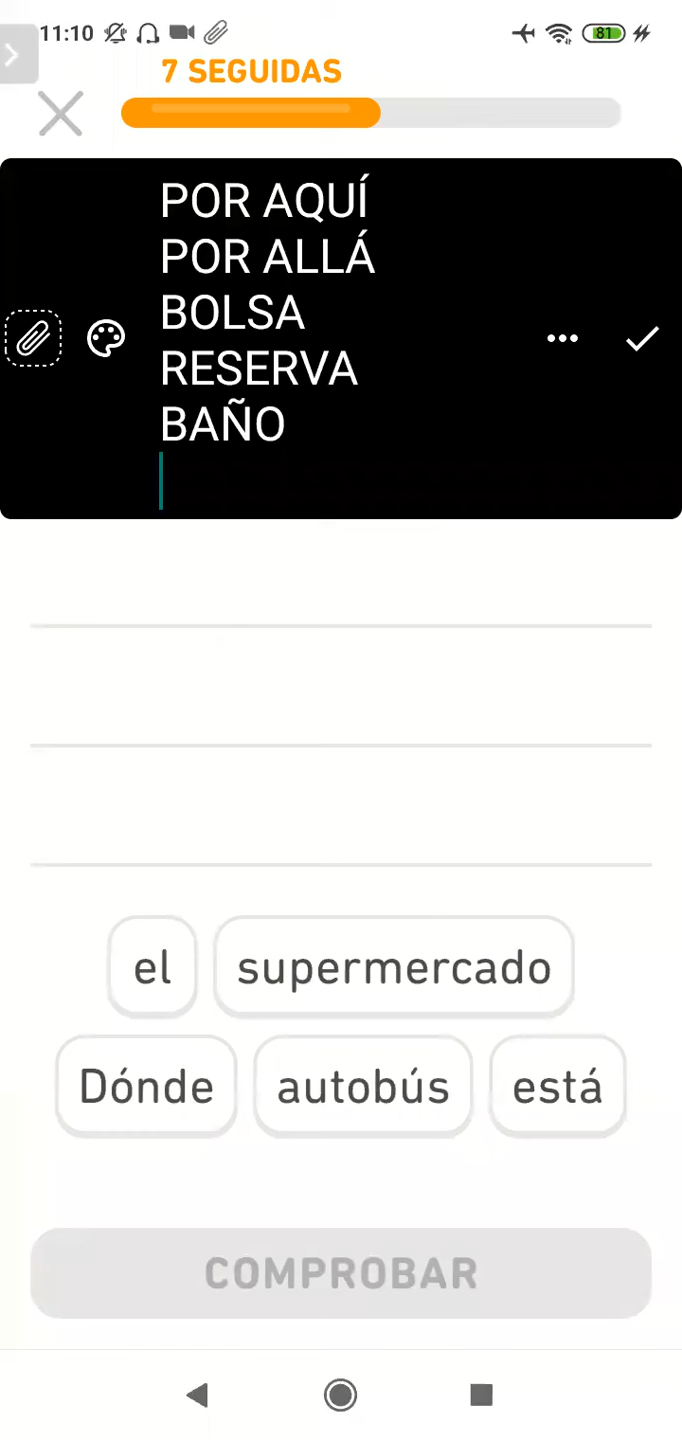 11:10 81
7 SEGUIDAS
POR AQUÍ
POR ALLÁ
BOLSA
RESERVA
BAÑO
el supermercado
Dónde autobús está
COMPROBAR